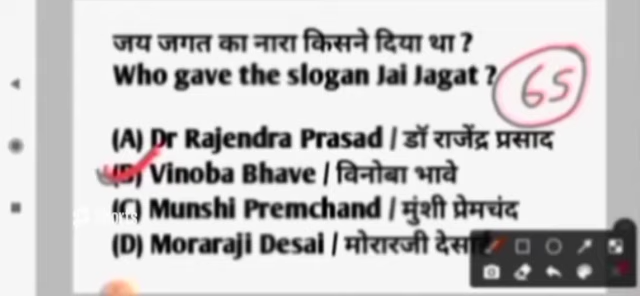 जय जगत का नारा किसने दिया था ?
Who gave the slogan Jai Jagat ?
65
(A) Dr Rajendra Prasad / डॉ राजेंद्र प्रसाद
(B) Vinoba Bhave / विनोबा भावे
(C) Munshi Premchand / मुंशी प्रेमचंद
(D) Moraraji Desai / मोरारजी